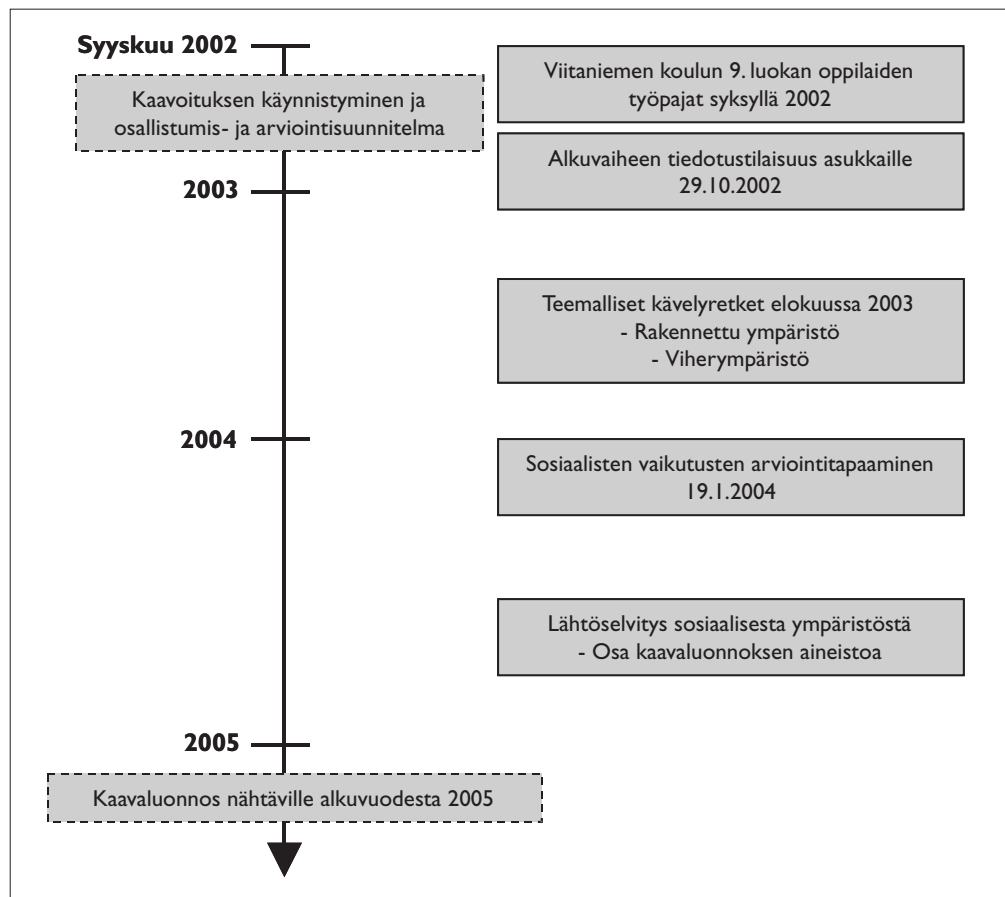 Syyskuu 2002
Kaavoituksen käynnistyminen ja
osallistumis- ja arviointisuunnitelma
Viitaniemen koulun 9. luokan oppilaiden
työpajat syksyllä 2002
Alkuvaiheen tiedotustilaisuus asukkaille
29.10.2002
2003
Teemalliset kävelyretket elokuussa 2003
- Rakennettu ympäristö
- Viherympäristö
2004
Sosiaalisten vaikutusten arviointitapaaminen
19.1.2004
Lähtöselvitys sosiaalisesta ympäristöstä
- Osa kaavaluonnoksen aineistoa
2005
Kaavaluonnos nähtäville alkuvuodesta 2005